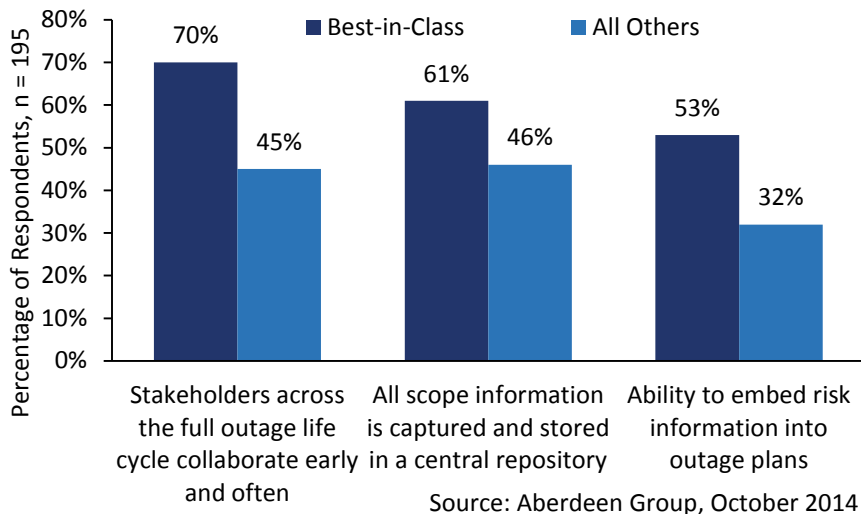 Percentage of Respondents, n = 195
80%
70%
60%
50%
40%
30%
20%
10%
0%
Best-in-Class
All Others
70%
45%
61%
46%
53%
32%
Stakeholders across
the full outage life
cycle collaborate early
and often
All scope information
is captured and stored
in a central repository
Ability to embed risk
information into
outage plans
Source: Aberdeen Group, October 2014